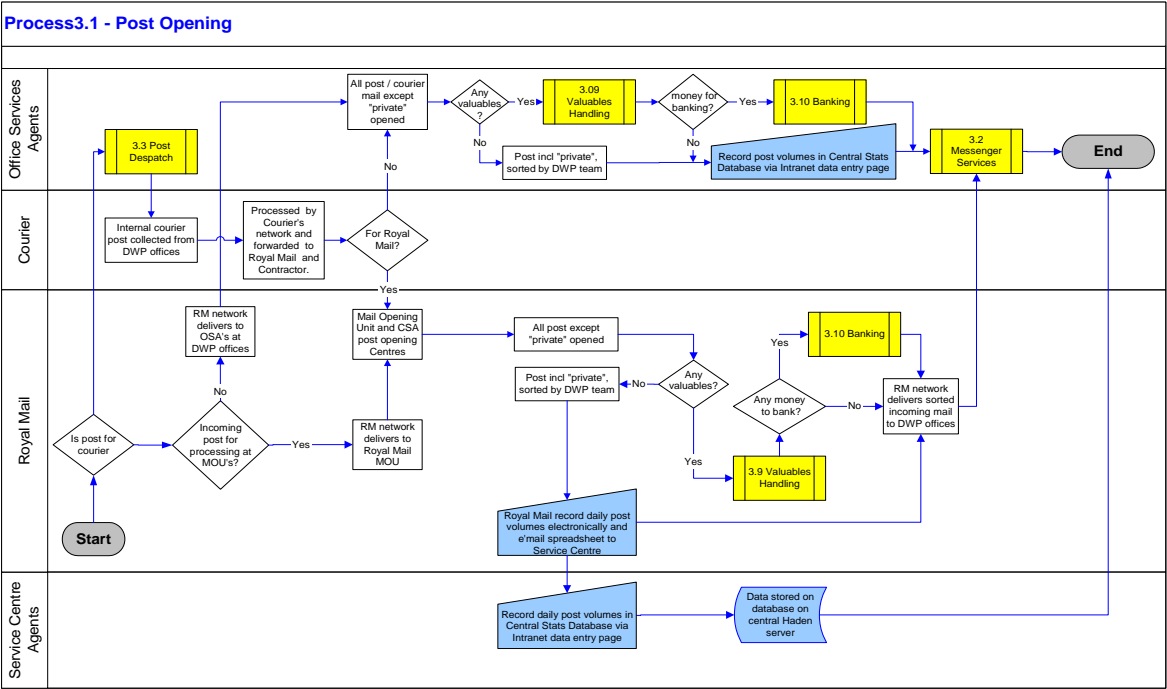 Process3.1 - Post Opening
Office Services
Agents
All post / courier
mail except
"private"
opened
Any
valuables
?
Yes
3.09
Valuables
Handling
money for
banking?
Yes
3.10 Banking
3.3 Post
Despatch
No
No
No
Post incl "private",
sorted by DWP team
Record post volumes in Central Stats
Database via Intranet data entry page
3.2
Messenger
Services
End
Courier
Internal courier
post collected from
DWP offices
Processed by
Courier's
network and
forwarded to
Royal Mail and
Contractor.
For Royal
Mail?
Yes
Royal Mail
RM network
delivers to
OSA's at
DWP offices
Mail Opening
Unit and CSA
post opening
Centres
All post except
"private" opened
3.10 Banking
Yes
No
Post incl "private",
sorted by DWP team
No
Any
valuables?
Any money
to bank?
No
RM network
delivers sorted
incoming mail
to DWP offices
Is post for
courier
Incoming
post for
processing at
MOU's?
Yes
RM network
delivers to
Royal Mail
MOU
Yes
3.9 Valuables
Handling
Start
Royal Mail record daily post
volumes electronically and
e'mail spreadsheet to
Service Centre
Service Centre
Agents
Record daily post volumes in
Central Stats Database via
Intranet data entry page
Data stored on
database on
central Haden
server